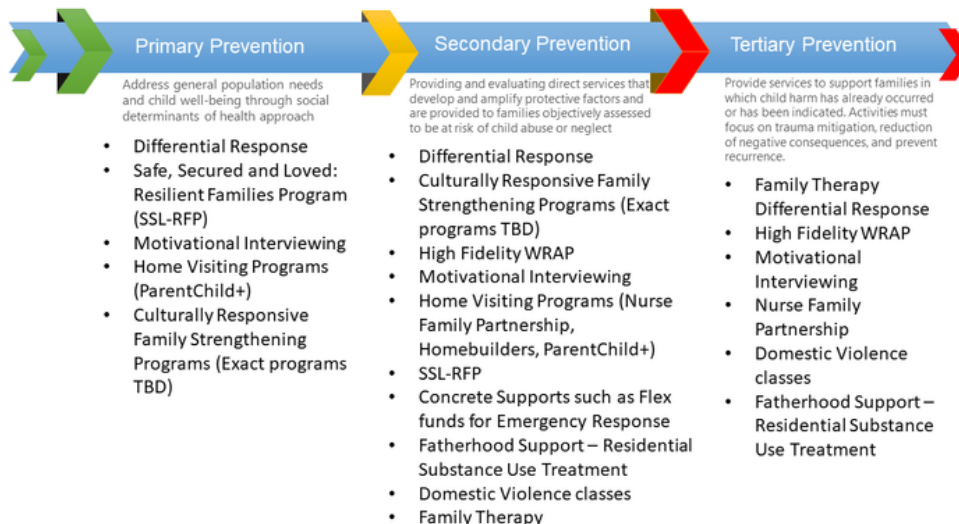 Primary Prevention
Address general population needs
and child well-being through social
determinants of health approach
• Differential Response
• Safe, Secured and Loved:
Resilient Families Program
(SSL-RFP)
• Motivational Interviewing
• Home Visiting Programs
(ParentChild+)
• Culturally Responsive
Family Strengthening
Programs (Exact programs
TBD)
Secondary Prevention
Providing and evaluating direct services that
develop and amplify protective factors and
are provided to families objectively assessed
to be at risk of child abuse or neglect
• Differential Response
• Culturally Responsive Family
Strengthening Programs (Exact
programs TBD)
• High Fidelity WRAP
• Motivational Interviewing
• Home Visiting Programs (Nurse
Family Partnership,
Homebuilders, ParentChild+)
• SSL-RFP
• Concrete Supports such as Flex
funds for Emergency Response
• Fatherhood Support – Residential
Substance Use Treatment
• Domestic Violence classes
• Family Therapy
Tertiary Prevention
Provide services to support families in
which child harm has already occurred
or has been indicated. Activities must
focus on trauma mitigation, reduction
of negative consequences, and prevent
recurrence.
• Family Therapy
Differential Response
• High Fidelity WRAP
• Motivational
Interviewing
• Nurse Family
Partnership
• Domestic Violence
classes
• Fatherhood Support –
Residential Substance
Use Treatment